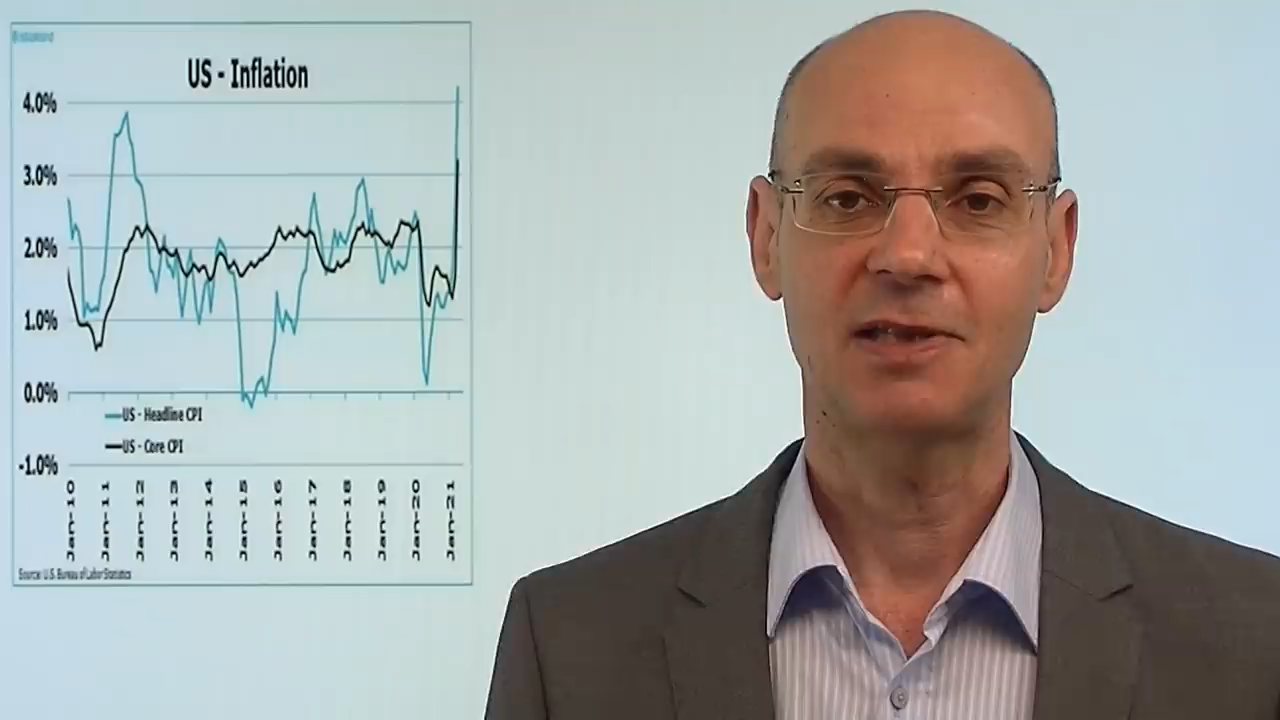 US - Inflation
4.0%
3.0%
2.0%
1.0%
0.0%
-1.0%
US - Headline CPI
US - Core CPI
Jan-10
Jan-11
Jan-12
Jan-13
Jan-14
Jan-15
Jan-16
Jan-17
Jan-18
Jan-19
Jan-20
Jan-21
Source: U.S. Bureau of Labor Statistics